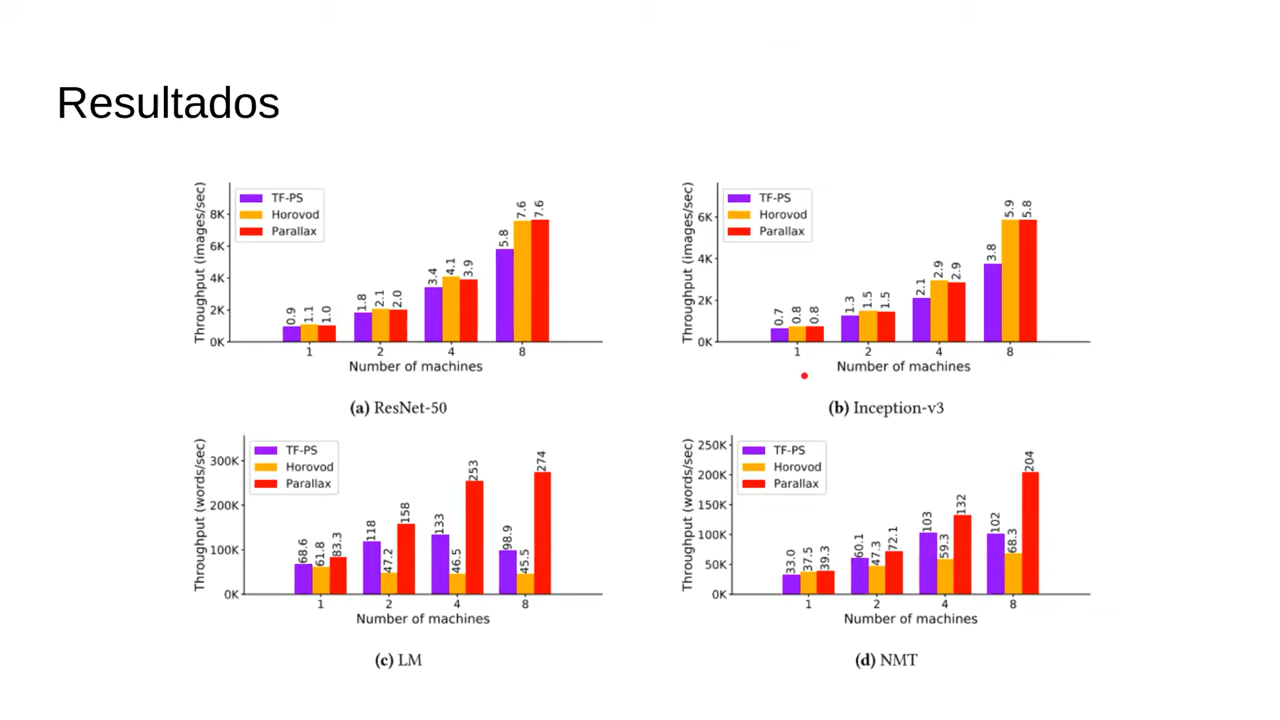 Resultados
Throughput (images/sec)
8K
6K
4K
2K
0K
TF-PS
Horovod
Parallax
0.9 1.1 1.0
1.8 2.1 2.0
3.4 4.1 3.9
5.8 7.6 7.6
1 2 4 8
Number of machines
(a) ResNet-50
Throughput (images/sec)
6K
4K
2K
0K
TF-PS
Horovod
Parallax
0.7 0.8 0.8
1.3 1.5 1.5
2.1 2.9 2.9
3.8 5.9 5.8
1 2 4 8
Number of machines
(b) Inception-v3
Throughput (words/sec)
300K
200K
100K
0K
TF-PS
Horovod
Parallax
68.6 61.8 83.3
118 47.2 158
133 46.5 253
98.9 45.5 274
1 2 4 8
Number of machines
(c) LM
Throughput (words/sec)
250K
200K
150K
100K
50K
0K
TF-PS
Horovod
Parallax
33.0 37.5 39.3
60.1 47.3 72.1
103 59.3 132
102 68.3 204
1 2 4 8
Number of machines
(d) NMT